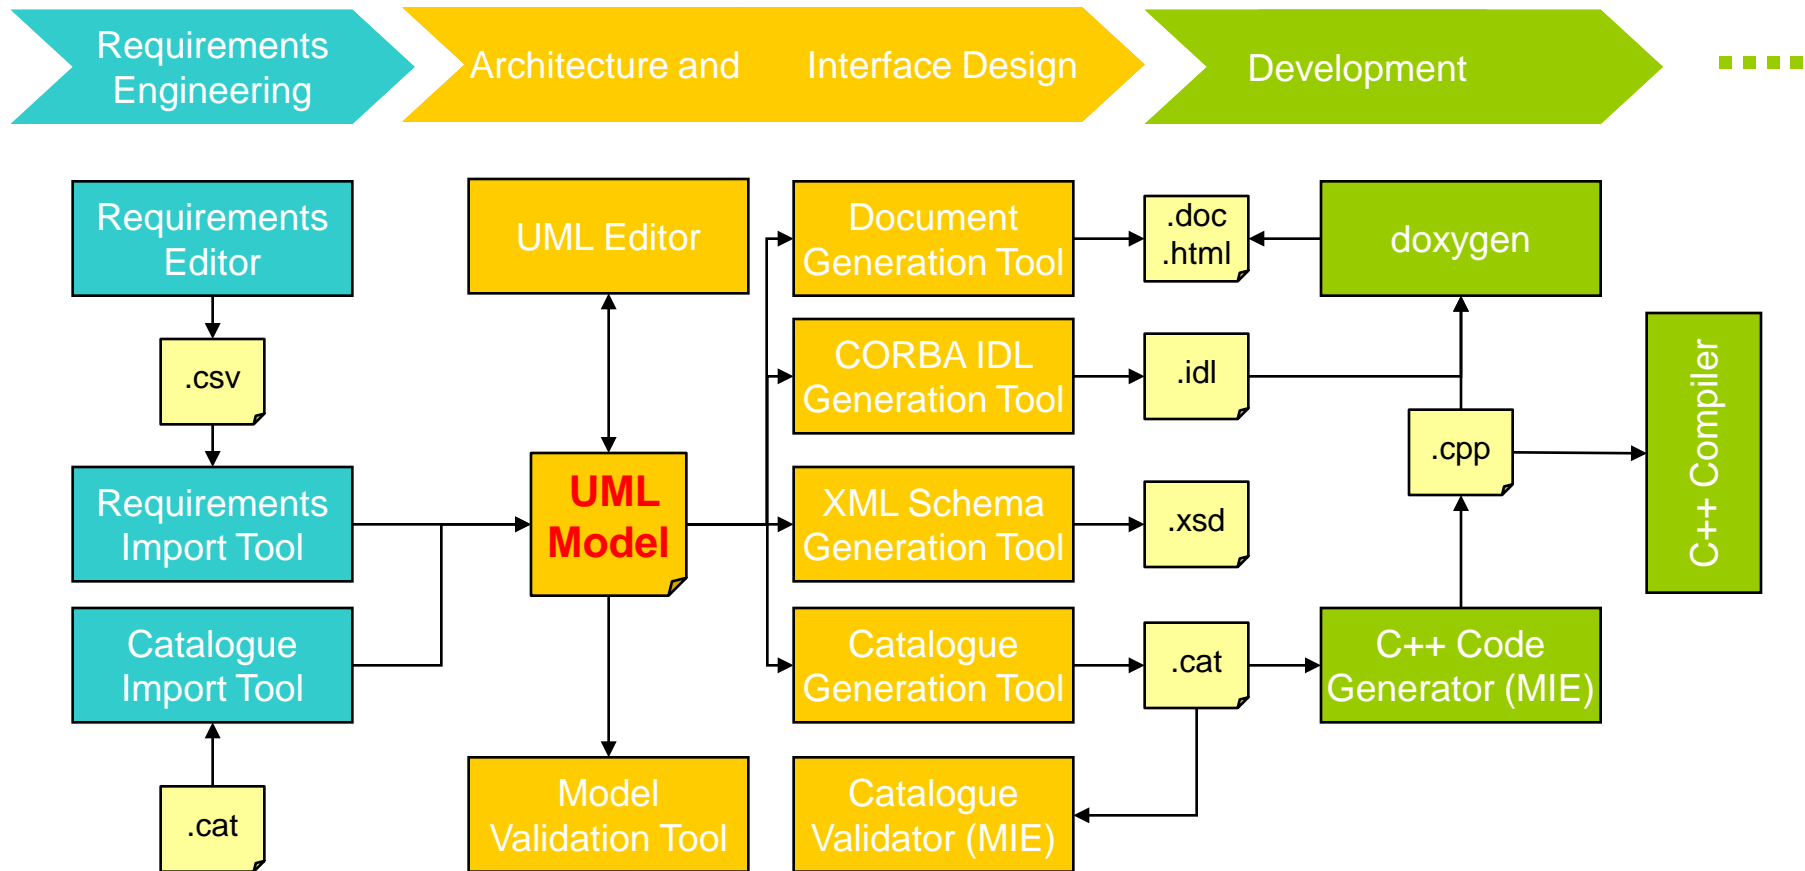 Requirements
Engineering
Architecture and Interface Design
Development
Requirements
Editor
UML Editor
Document
Generation Tool
.doc
.html
doxygen
.csv
CORBA IDL
Generation Tool
.idl
C++ Compiler
.cpp
Requirements
Import Tool
UML
Model
XML Schema
Generation Tool
.xsd
Catalogue
Import Tool
Catalogue
Generation Tool
.cat
C++ Code
Generator (MIE)
.cat
Model
Validation Tool
Catalogue
Validator (MIE)